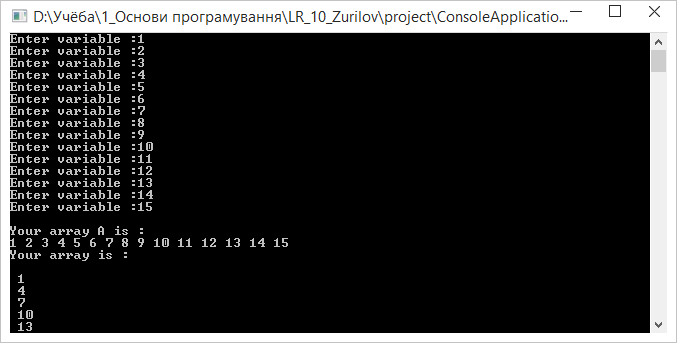 D:\Учёба\1_Основи програмування\LR_10_Zurilov\project\ConsoleApplicatio...
Enter variable :1
Enter variable :2
Enter variable :3
Enter variable :4
Enter variable :5
Enter variable :6
Enter variable :7
Enter variable :8
Enter variable :9
Enter variable :10
Enter variable :11
Enter variable :12
Enter variable :13
Enter variable :14
Enter variable :15
Your array A is :
1 2 3 4 5 6 7 8 9 10 11 12 13 14 15
Your array is :
1
4
7
10
13